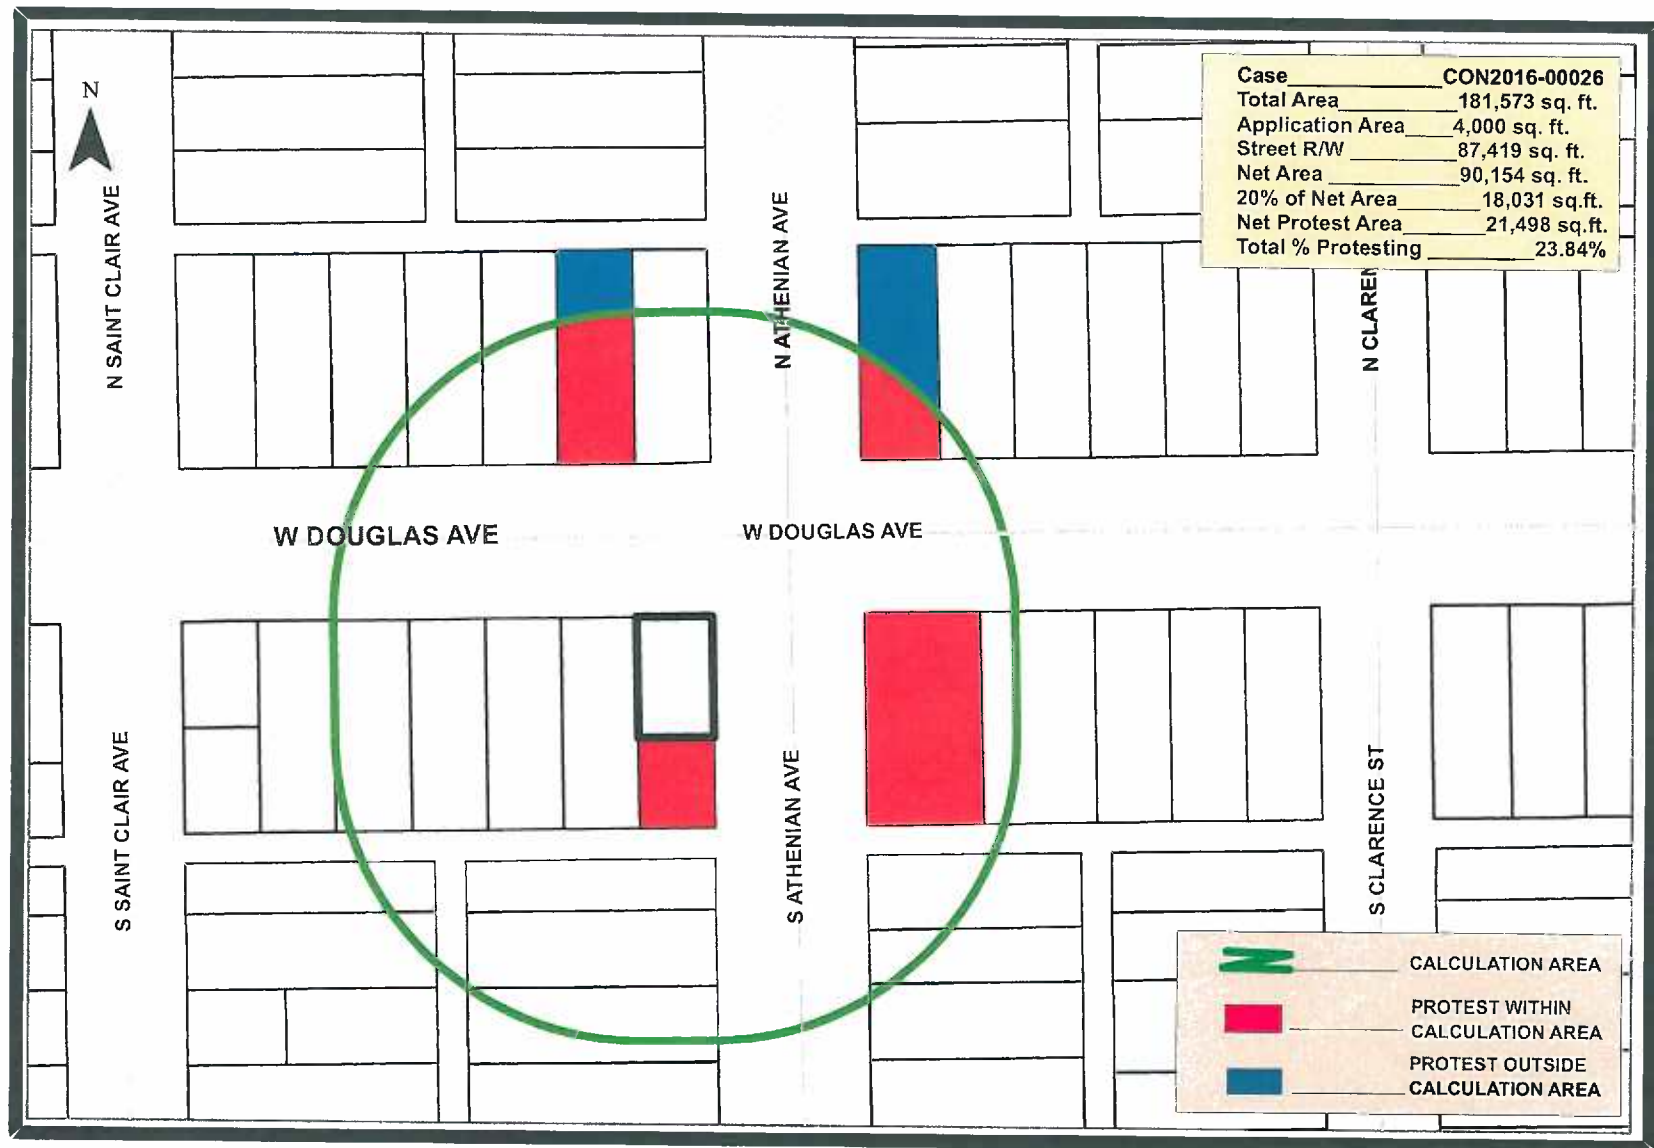 N
N SAINT CLAIR AVE
N ATHENIAN AVE
N CLAREN
Case CON2016-00026
Total Area 181,573 sq. ft.
Application Area 4,000 sq. ft.
Street R/W 87,419 sq. ft.
Net Area 90,154 sq. ft.
20% of Net Area 18,031 sq.ft.
Net Protest Area 21,498 sq.ft.
Total % Protesting 23.84%
W DOUGLAS AVE
W DOUGLAS AVE
S SAINT CLAIR AVE
S ATHENIAN AVE
S CLARENCE ST
CALCULATION AREA
PROTEST WITHIN
CALCULATION AREA
PROTEST OUTSIDE
CALCULATION AREA